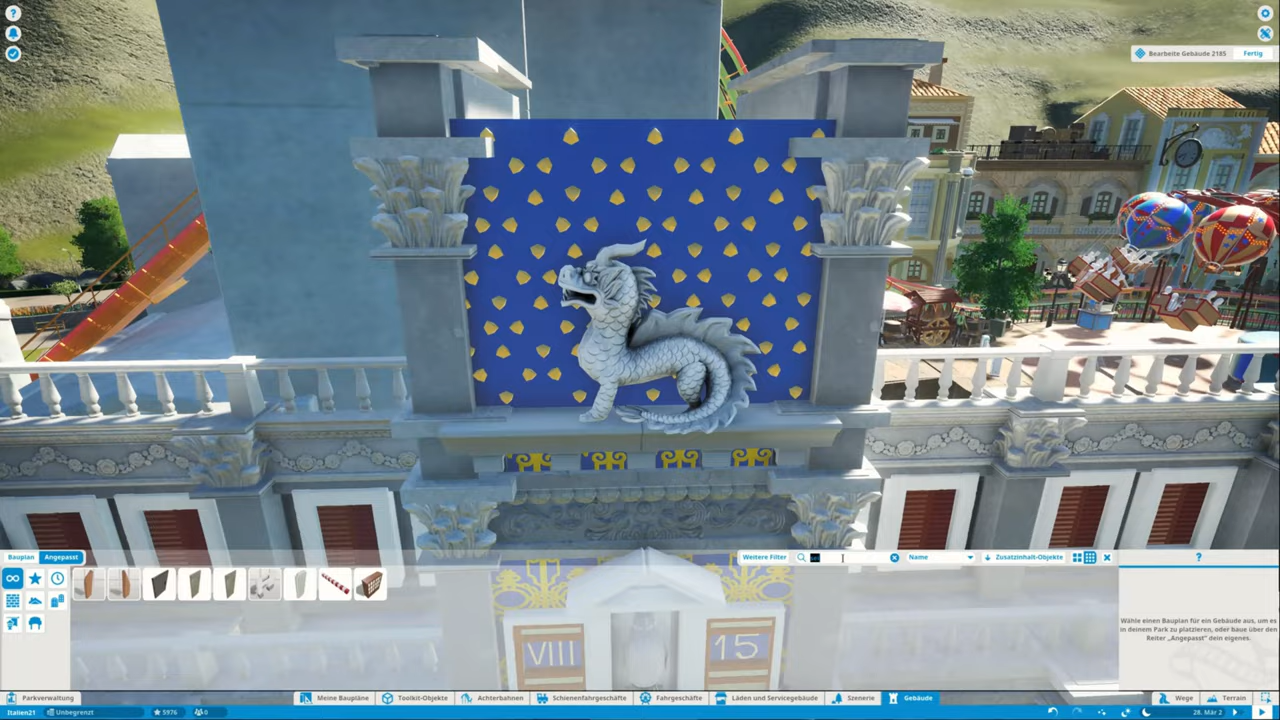 Bearbeite Gebäude 2185
Fertig
VIII
15
Bauplan
Angepasst
Weitere Filter
Name
Zusatzinhalt-Objekte
?
Wähle einen Bauplan für ein Gebäude aus, um es
in deinem Park zu platzieren, oder baue über den
Reiter „Angepasst" dein eigenes.
Parkverwaltung
Meine Baupläne
Toolkit-Objekte
Achterbahnen
Schienenfahrgeschäfte
Fahrgeschäfte
Läden und Servicegebäude
Szenerie
Gebäude
Wege
Terrain
Italien21
Unbegrenzt
5976
0
28. Mär 2